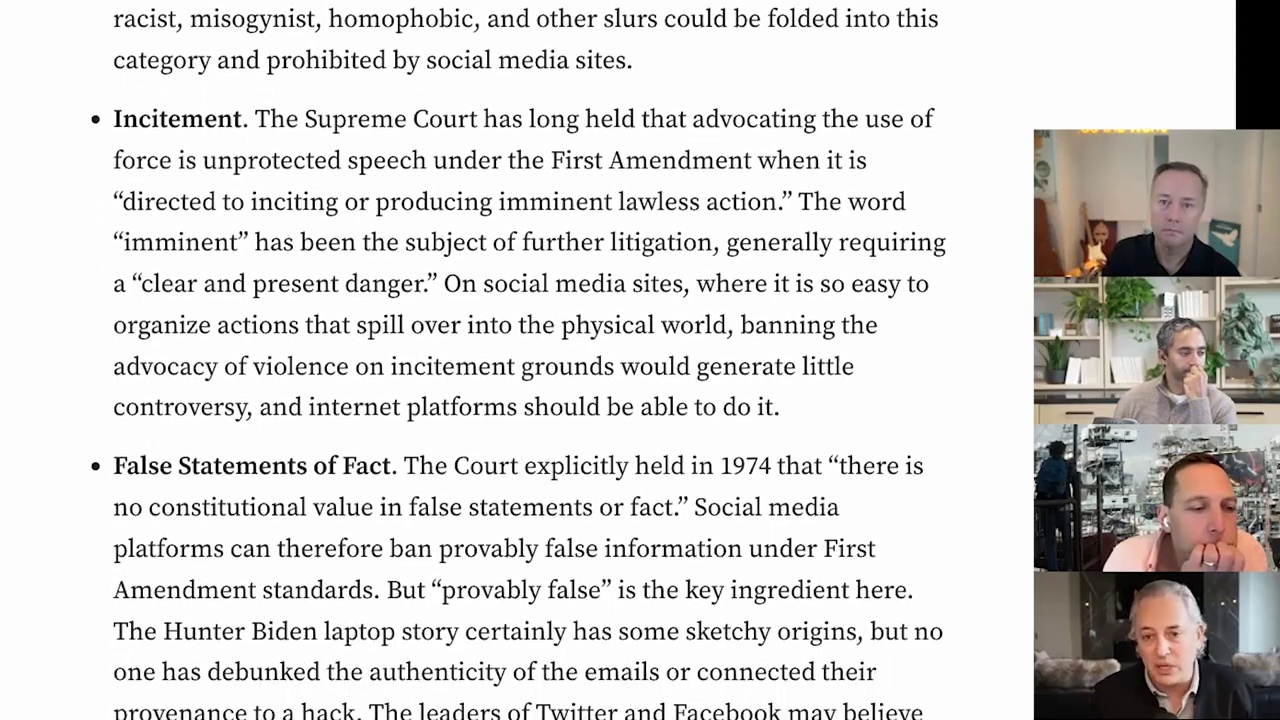 racist, misogynist, homophobic, and other slurs could be folded into this
category and prohibited by social media sites.
• Incitement. The Supreme Court has long held that advocating the use of
force is unprotected speech under the First Amendment when it is
“directed to inciting or producing imminent lawless action.” The word
“imminent” has been the subject of further litigation, generally requiring
a “clear and present danger.” On social media sites, where it is so easy to
organize actions that spill over into the physical world, banning the
advocacy of violence on incitement grounds would generate little
controversy, and internet platforms should be able to do it.
• False Statements of Fact. The Court explicitly held in 1974 that “there is
no constitutional value in false statements or fact.” Social media
platforms can therefore ban provably false information under First
Amendment standards. But “provably false” is the key ingredient here.
The Hunter Biden laptop story certainly has some sketchy origins, but no
one has debunked the authenticity of the emails or connected their
provenance to a hack. The leaders of Twitter and Facebook may believe